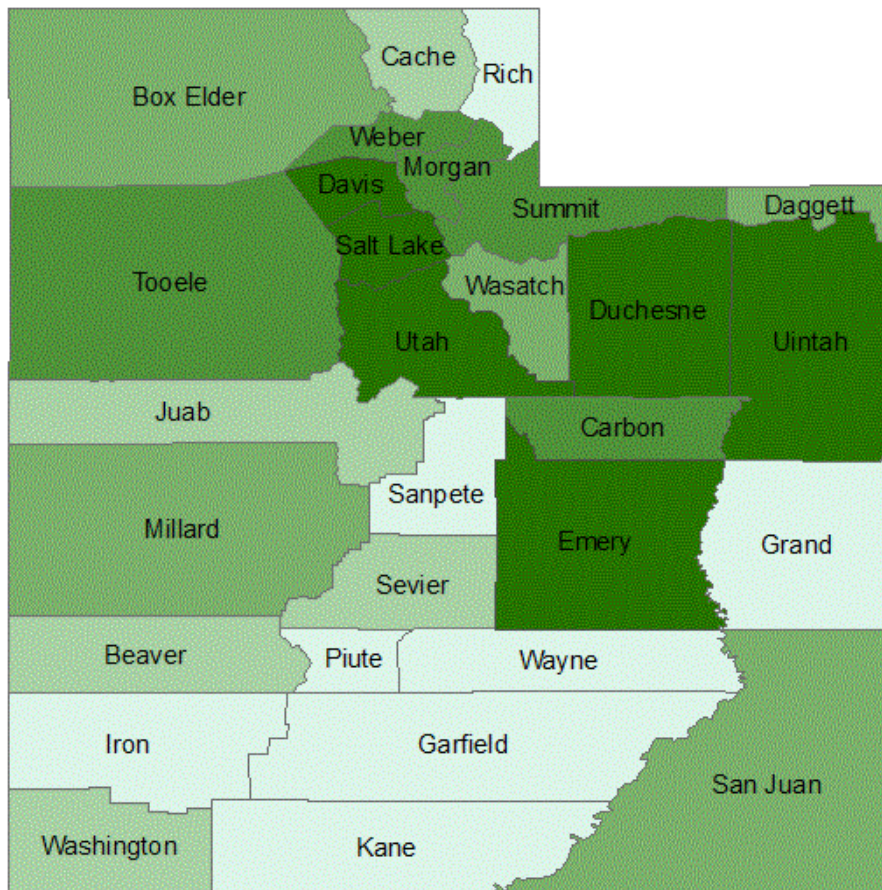 Cache
Rich
Box Elder
Weber
Morgan
Davis
Summit
Daggett
Salt Lake
Tooele
Wasatch
Duchesne
Utah
Uintah
Juab
Carbon
Sanpete
Millard
Emery
Grand
Sevier
Beaver
Piute
Wayne
Iron
Garfield
San Juan
Washington
Kane